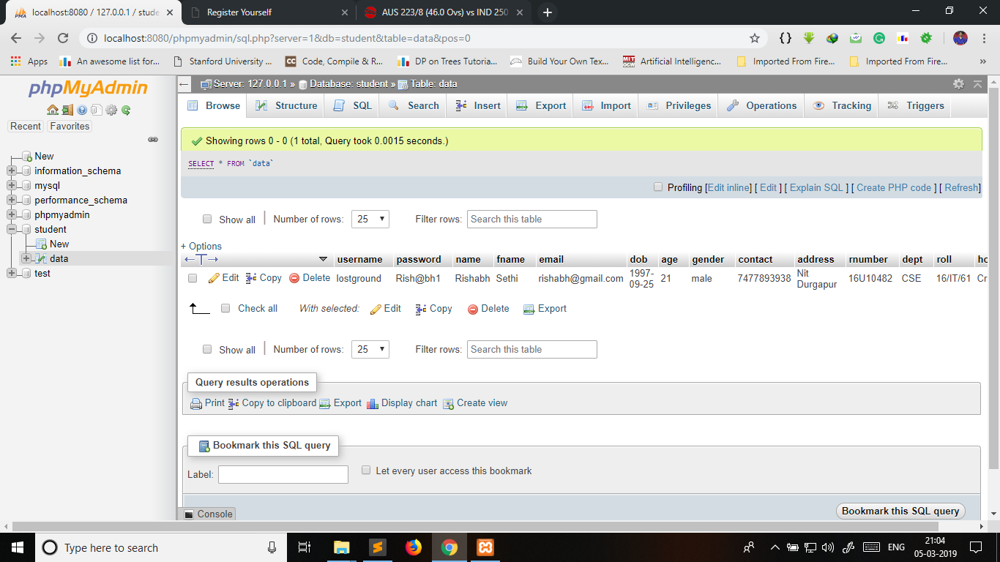 localhost:8080 / 127.0.0.1 / stude
Register Yourself
AUS 223/8 (46.0 Ovs) vs IND 250
localhost:8080/phpmyadmin/sql.php?server=1&db=student&table=data&pos=0
Apps An awesome list for... Stanford University ... Code, Compile & R... DP on Trees Tutoria... Build Your Own Tex... Artificial Intelligenc... Imported From Fire... Imported From Fire...
phpMyAdmin
Recent Favorites
New
information_schema
mysql
performance_schema
phpmyadmin
student
New
data
test
Server: 127.0.0.1 » Database: student » Table: data
Browse Structure SQL Search Insert Export Import Privileges Operations Tracking Triggers
Showing rows 0 - 0 (1 total, Query took 0.0015 seconds.)
SELECT * FROM `data`
Profiling [Edit inline] [ Edit ] [ Explain SQL ] [ Create PHP code ] [ Refresh]
Show all Number of rows: 25 Filter rows: Search this table
+ Options
username password name fname email dob age gender contact address rnumber dept roll ho
Edit Copy Delete lostground Rish@bh1 Rishabh Sethi rishabh@gmail.com 1997-09-25 21 male 7477893938 Nit Durgapur 16U10482 CSE 16/IT/61 Cr
Check all With selected: Edit Copy Delete Export
Show all Number of rows: 25 Filter rows: Search this table
Query results operations
Print Copy to clipboard Export Display chart Create view
Bookmark this SQL query
Label: Let every user access this bookmark
Bookmark this SQL query
Console
Type here to search
ENG
21:04
05-03-2019